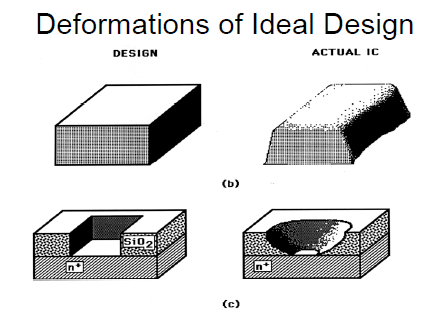 Deformations of Ideal Design
DESIGN
ACTUAL IC
(b)
SiO2
n+
n+
(c)